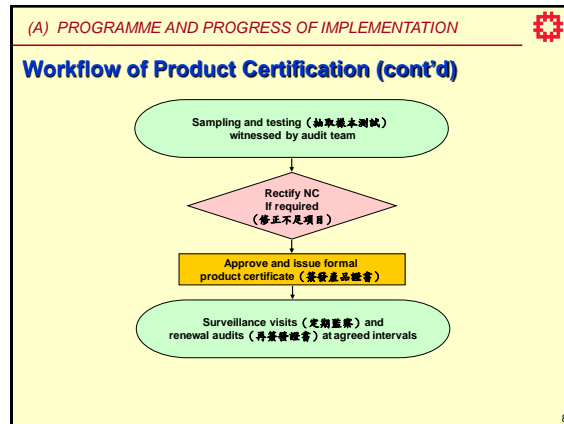 (A) PROGRAMME AND PROGRESS OF IMPLEMENTATION
Workflow of Product Certification (cont'd)
Sampling and testing (抽取樣本測試)
witnessed by audit team
Rectify NC
If required
(修正不足項目)
Approve and issue formal
product certificate (簽發產品證書)
Surveillance visits (定期監察) and
renewal audits (再簽發證書) at agreed intervals
8